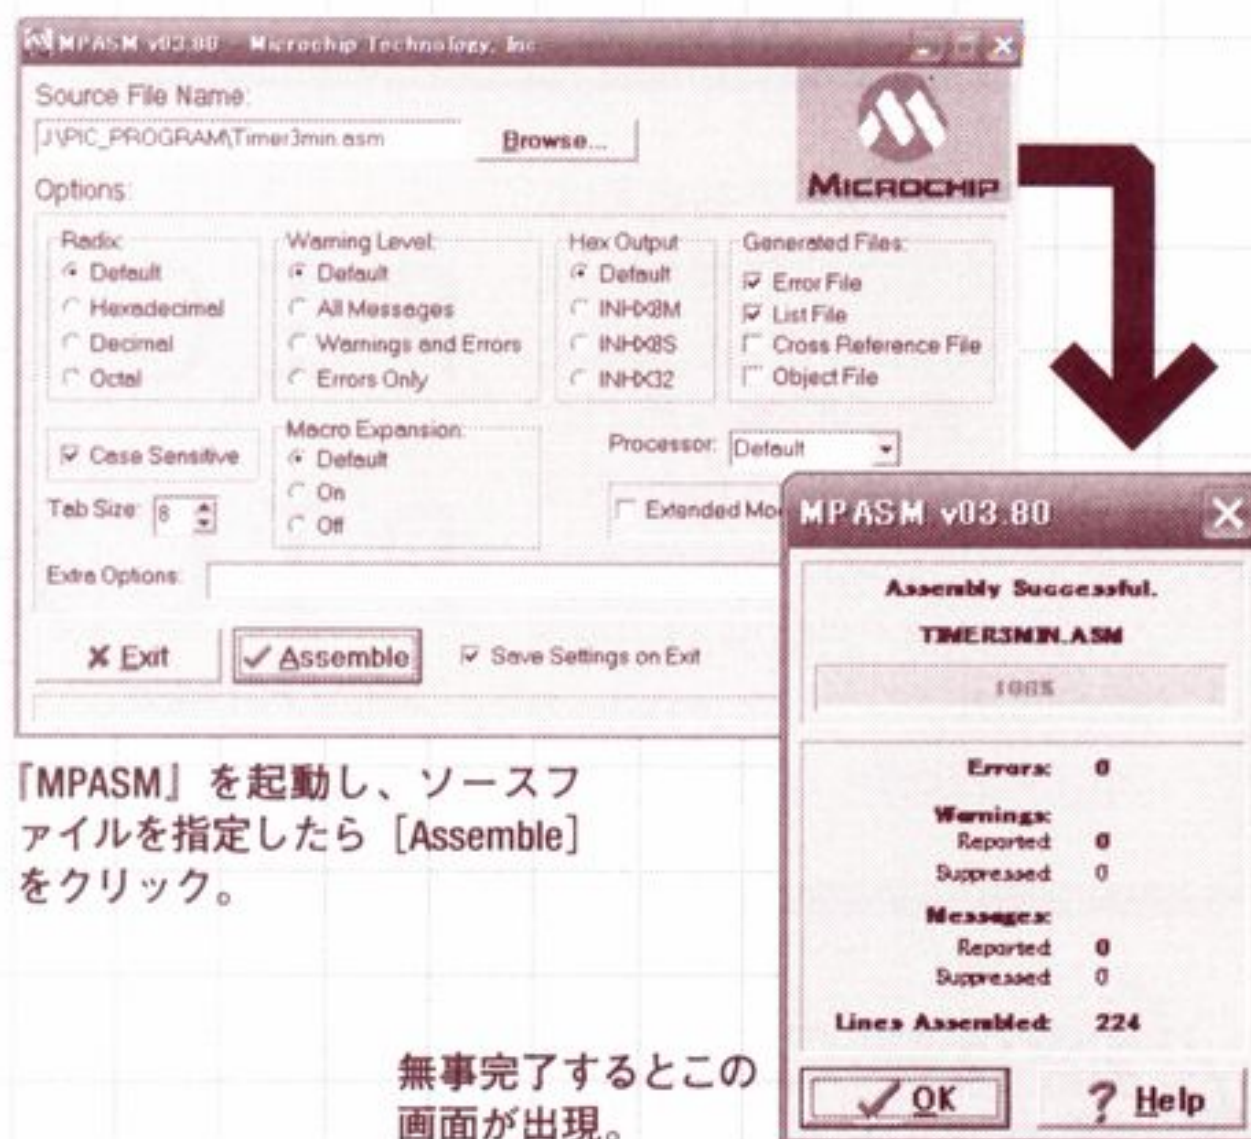 MPASM v03.80 - Microchip Technology, Inc.
Source File Name:
J:\PIC_PROGRAM\Timer3min.asm
Browse...
MICROCHIP
Options:
Radix:
Default
Hexadecimal
Decimal
Octal
Warning Level:
Default
All Messages
Warnings and Errors
Errors Only
Hex Output
Default
INHX8M
INHX8S
INHX32
Generated Files:
Error File
List File
Cross Reference File
Object File
Case Sensitive
Tab Size: 8
Macro Expansion:
Default
On
Off
Processor: Default
Extended Mo
Extra Options:
Exit
Assemble
Save Settings on Exit
MPASM v03.80
Assembly Successful.
TIMER3MIN.ASM
100%
Errors: 0
Warnings:
Reported: 0
Suppressed: 0
Messages:
Reported: 0
Suppressed: 0
Lines Assembled: 224
OK
Help
「MPASM」を起動し、ソースフ
ァイルを指定したら［Assemble］
をクリック。
無事完了するとこの
画面が出現。